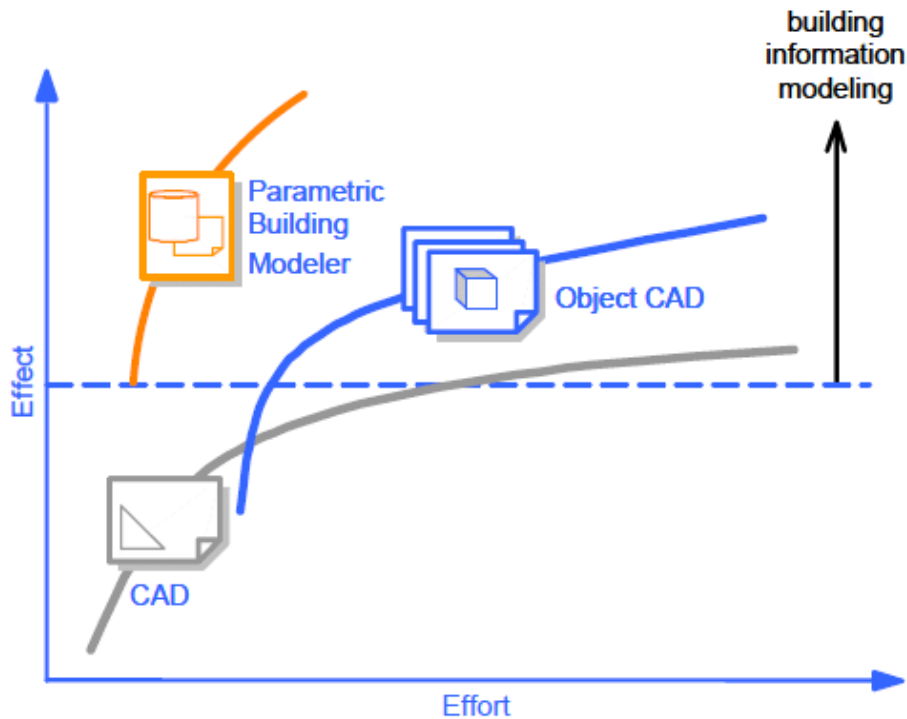 building
information
modeling
Parametric
Building
Modeler
Object CAD
Effect
CAD
Effort